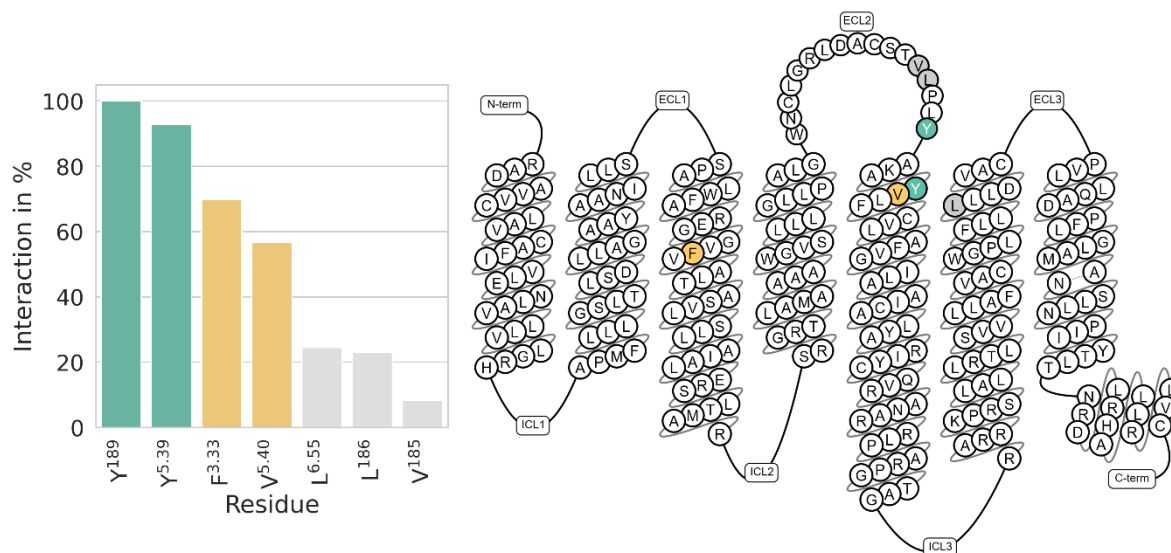 Interaction in %
100
80
60
40
20
0
Y189
Y5.39
F3.33
V5.40
L6.55
L186
V185
Residue
N-term
D A R
C V V A
V A L
I F A C
E L V
V A L N
V L L
H R G L
ICL1
L L S
A A N I
A A Y
L L A G
L S D
G S L T
L L L
A P M F
ECL1
A P S
A F W L
G E R
V F V G
T L A
L V S A
L L S
L A I A
S R E
A M T L
R
ICL2
A L G
G L L P
L L L
W G V S
A A A
L A M A
G R T
S R
ECL2
W N C L G R L D A C S T V L P L Y
A K A
F L V Y
L V C
G V F A
A L I
A C I A
A Y L
C Y I R
R V Q
R A N A
P L R
G P R A
G A T
ICL3
V A C
L L L D
F L L
W G P L
V A C
L L A F
S V V
L R T L
L A L
K P R S
A R R
R
ECL3
L V P
D A Q L
L F P
M A L G
N A
N L L S
I I P
T L T Y
N L L L
R R L V
D H R C
A
C-term